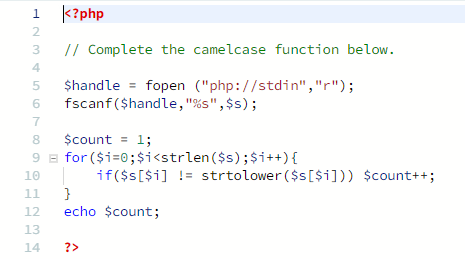 1 <?php
2
3 // Complete the camelcase function below.
4
5 $handle = fopen ("php://stdin","r");
6 fscanf($handle,"%s",$s);
7
8 $count = 1;
9 for($i=0;$i<strlen($s);$i++){
10     if($s[$i] != strtolower($s[$i])) $count++;
11 }
12 echo $count;
13
14 ?>